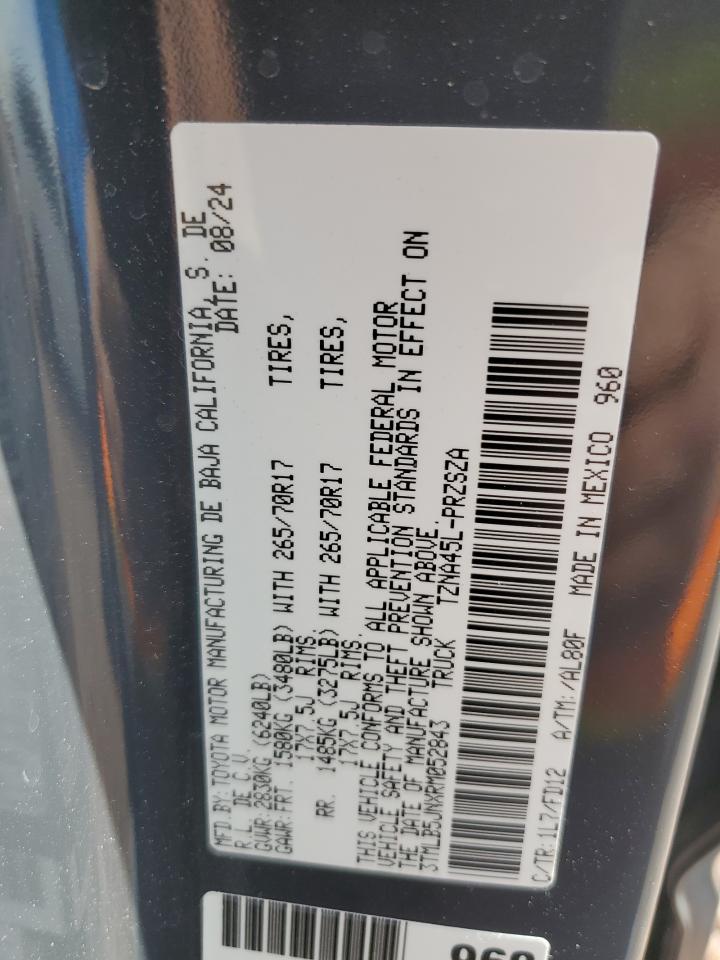 MFD.BY:TOYOTA MOTOR MANUFACTURING DE BAJA CALIFORNIA, S. DE
R.L. DE C.V. DATE: 08/24
GVWR: 2830KG (6240LB)
GAWR: FRT. 1580KG (3480LB) WITH 265/70R17 TIRES,
17X7.5J RIMS.
RR. 1485KG (3275LB) WITH 265/70R17 TIRES,
17X7.5J RIMS.
THIS VEHICLE CONFORMS TO ALL APPLICABLE FEDERAL MOTOR
VEHICLE SAFETY AND THEFT PREVENTION STANDARDS IN EFFECT ON
THE DATE OF MANUFACTURE SHOWN ABOVE.
3TMLB5JNXRM052843 TRUCK TZNA45L-PRZSZA
C/TR:1L7/FD12 A/TM:/AL80F MADE IN MEXICO 960